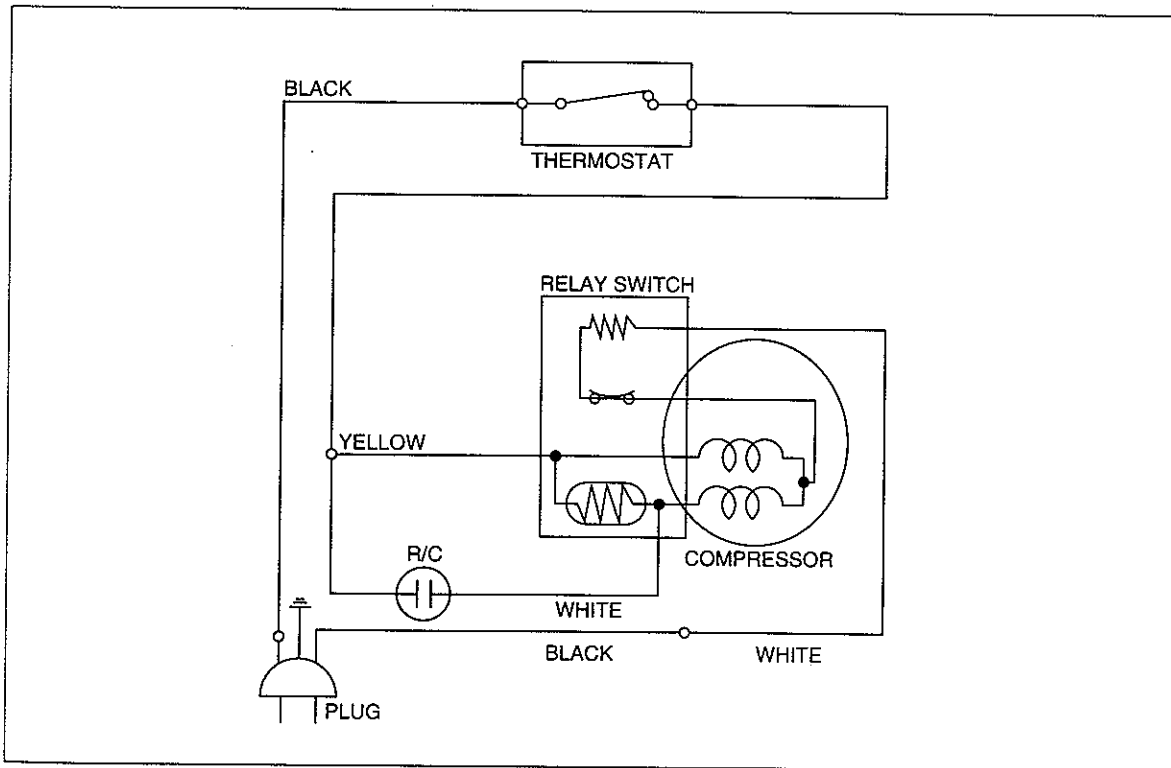 BLACK
THERMOSTAT
RELAY SWITCH
YELLOW
COMPRESSOR
R/C
WHITE
BLACK
WHITE
PLUG